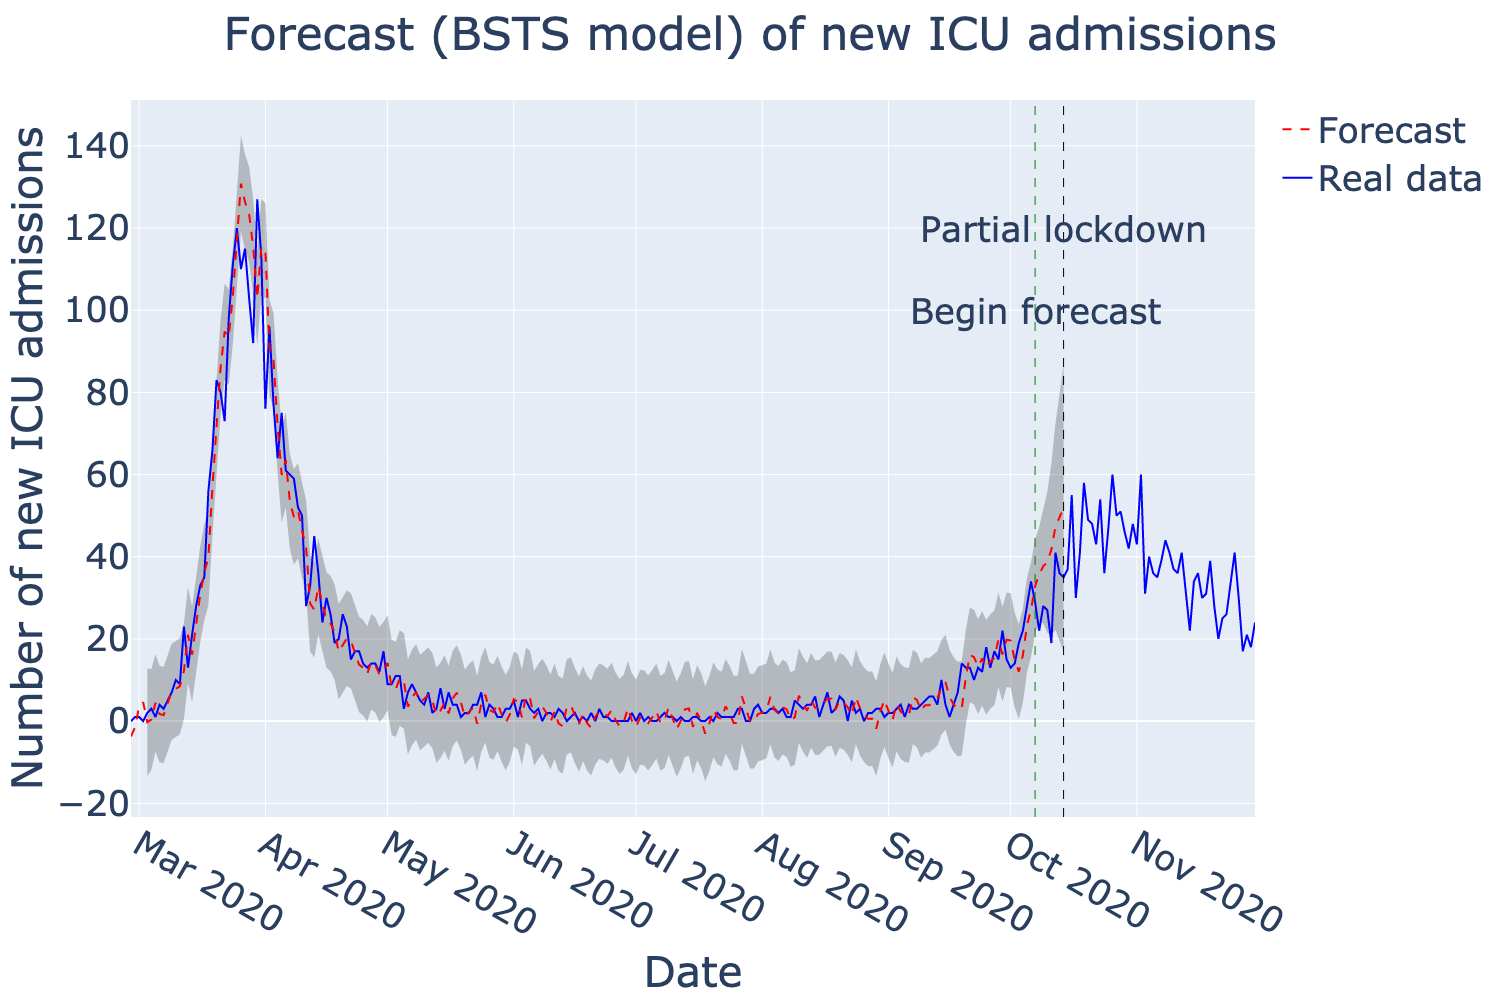 Forecast (BSTS model) of new ICU admissions
Forecast
Real data
Partial lockdown
Begin forecast
Number of new ICU admissions
140
120
100
80
60
40
20
0
−20
Mar 2020
Apr 2020
May 2020
Jun 2020
Jul 2020
Aug 2020
Sep 2020
Oct 2020
Nov 2020
Date